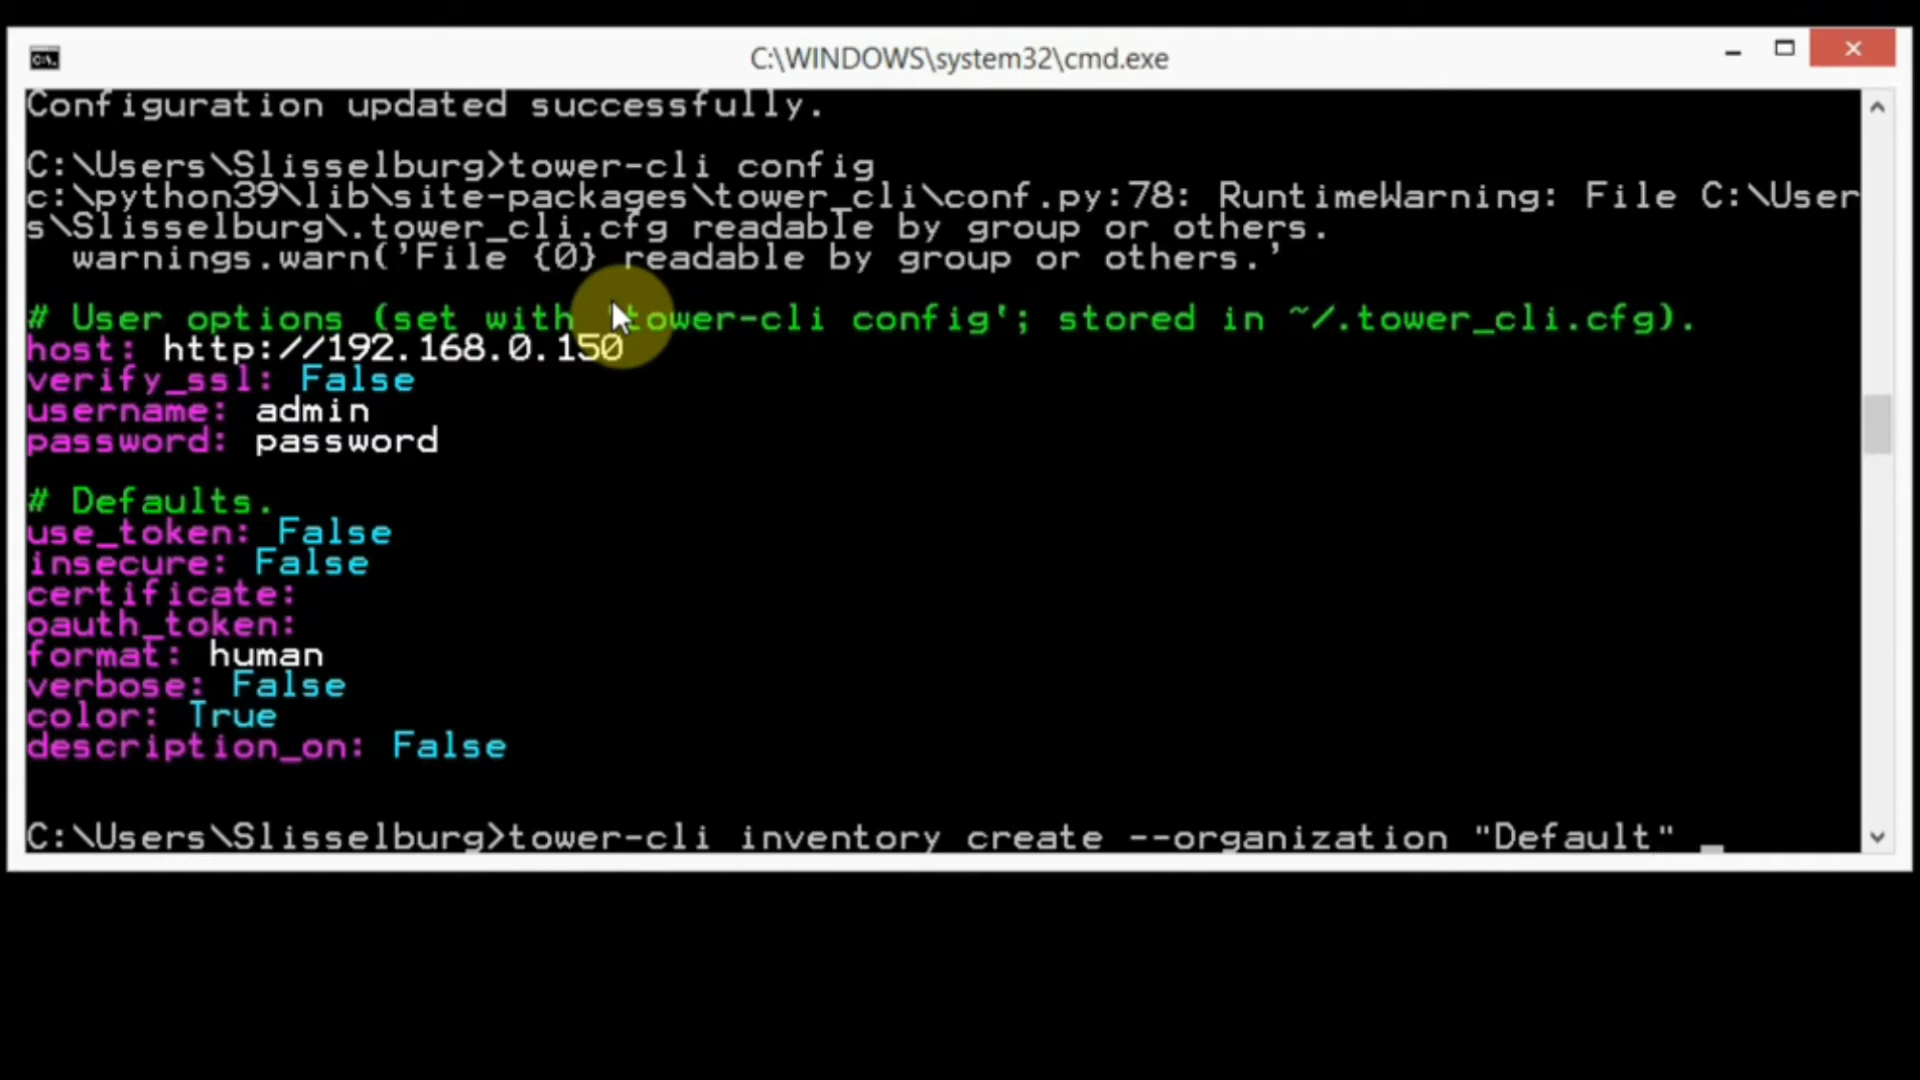 C:\WINDOWS\system32\cmd.exe
Configuration updated successfully.
C:\Users\Slisselburg>tower-cli config
c:\python39\lib\site-packages\tower_cli\conf.py:78: RuntimeWarning: File C:\User
s\Slisselburg\.tower_cli.cfg readable by group or others.
warnings.warn('File {0} readable by group or others.'
# User options (set with 'tower-cli config'; stored in ~/.tower_cli.cfg).
host: http://192.168.0.150
verify_ssl: False
username: admin
password: password
# Defaults.
use_token: False
insecure: False
certificate:
oauth_token:
format: human
verbose: False
color: True
description_on: False
C:\Users\Slisselburg>tower-cli inventory create --organization "Default" _